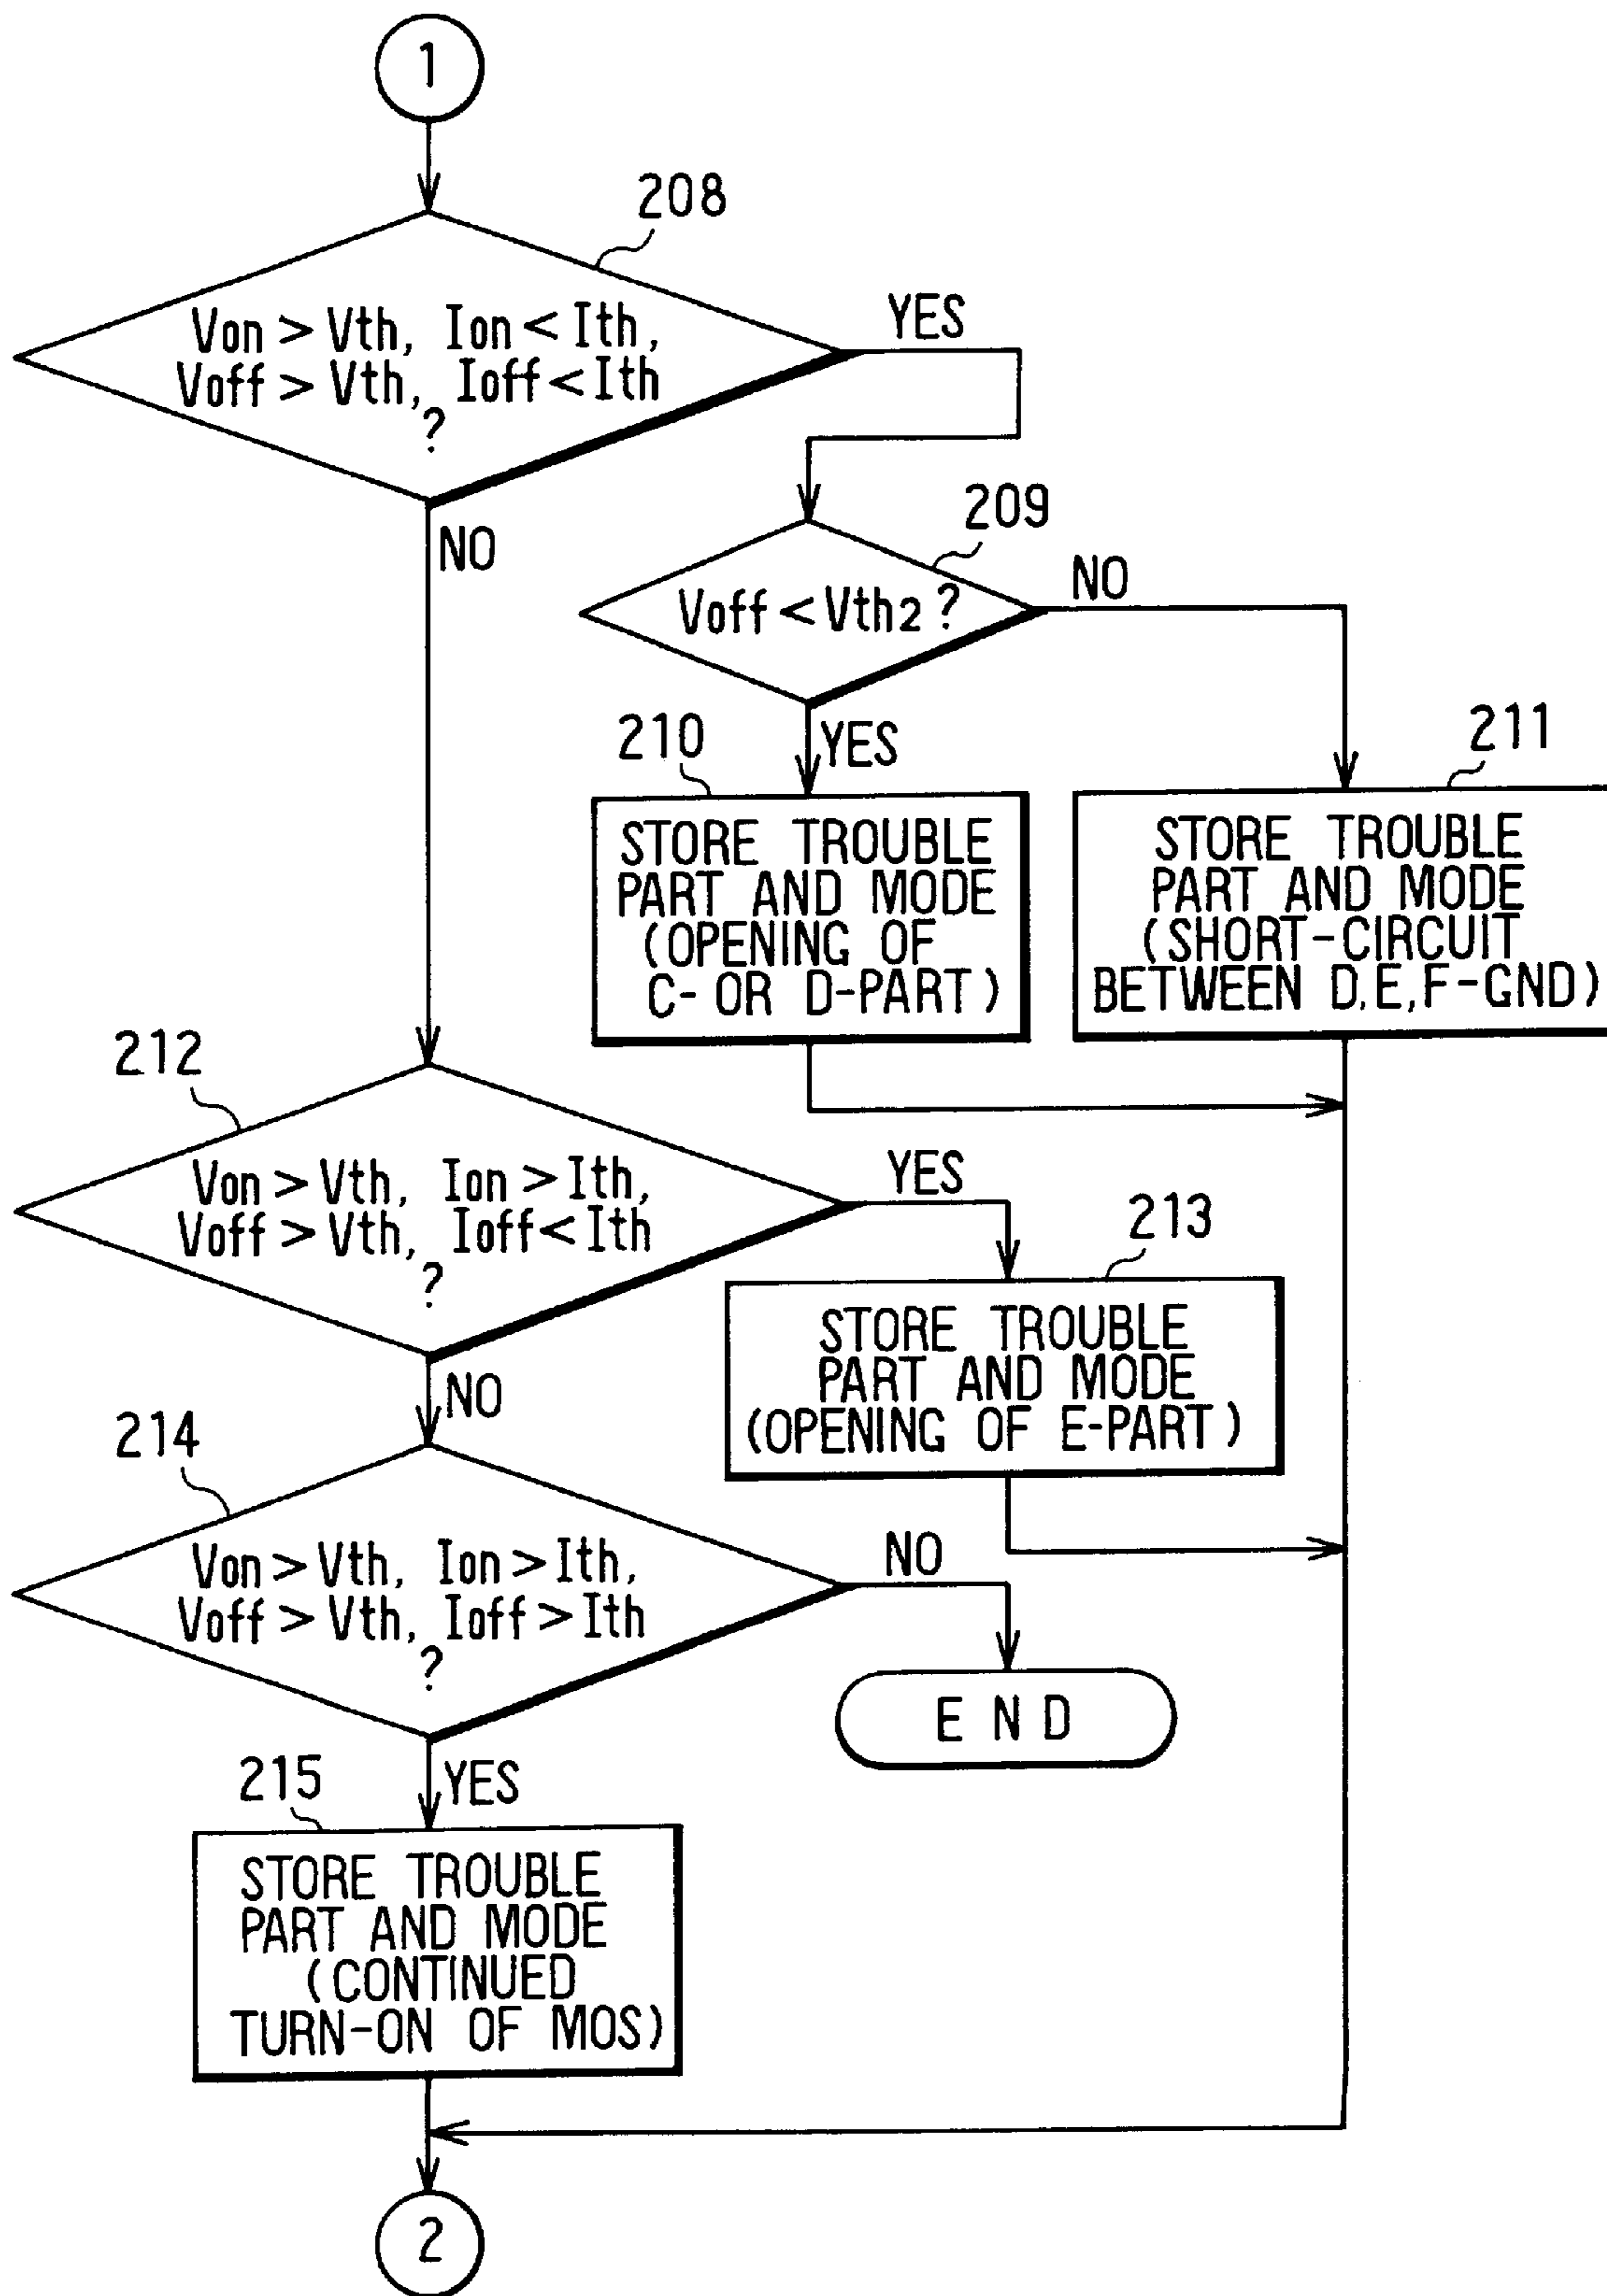 1
208
Von > Vth, Ion < Ith,
Voff > Vth, Ioff < Ith
?
YES
NO
209
Voff < Vth2 ?
NO
YES
210
STORE TROUBLE
PART AND MODE
(OPENING OF
C- OR D-PART)
211
STORE TROUBLE
PART AND MODE
(SHORT-CIRCUIT
BETWEEN D,E,F-GND)
212
Von > Vth, Ion > Ith,
Voff > Vth, Ioff < Ith
?
YES
NO
213
STORE TROUBLE
PART AND MODE
(OPENING OF E-PART)
214
Von > Vth, Ion > Ith,
Voff > Vth, Ioff > Ith
?
NO
END
YES
215
STORE TROUBLE
PART AND MODE
(CONTINUED
TURN-ON OF MOS)
2